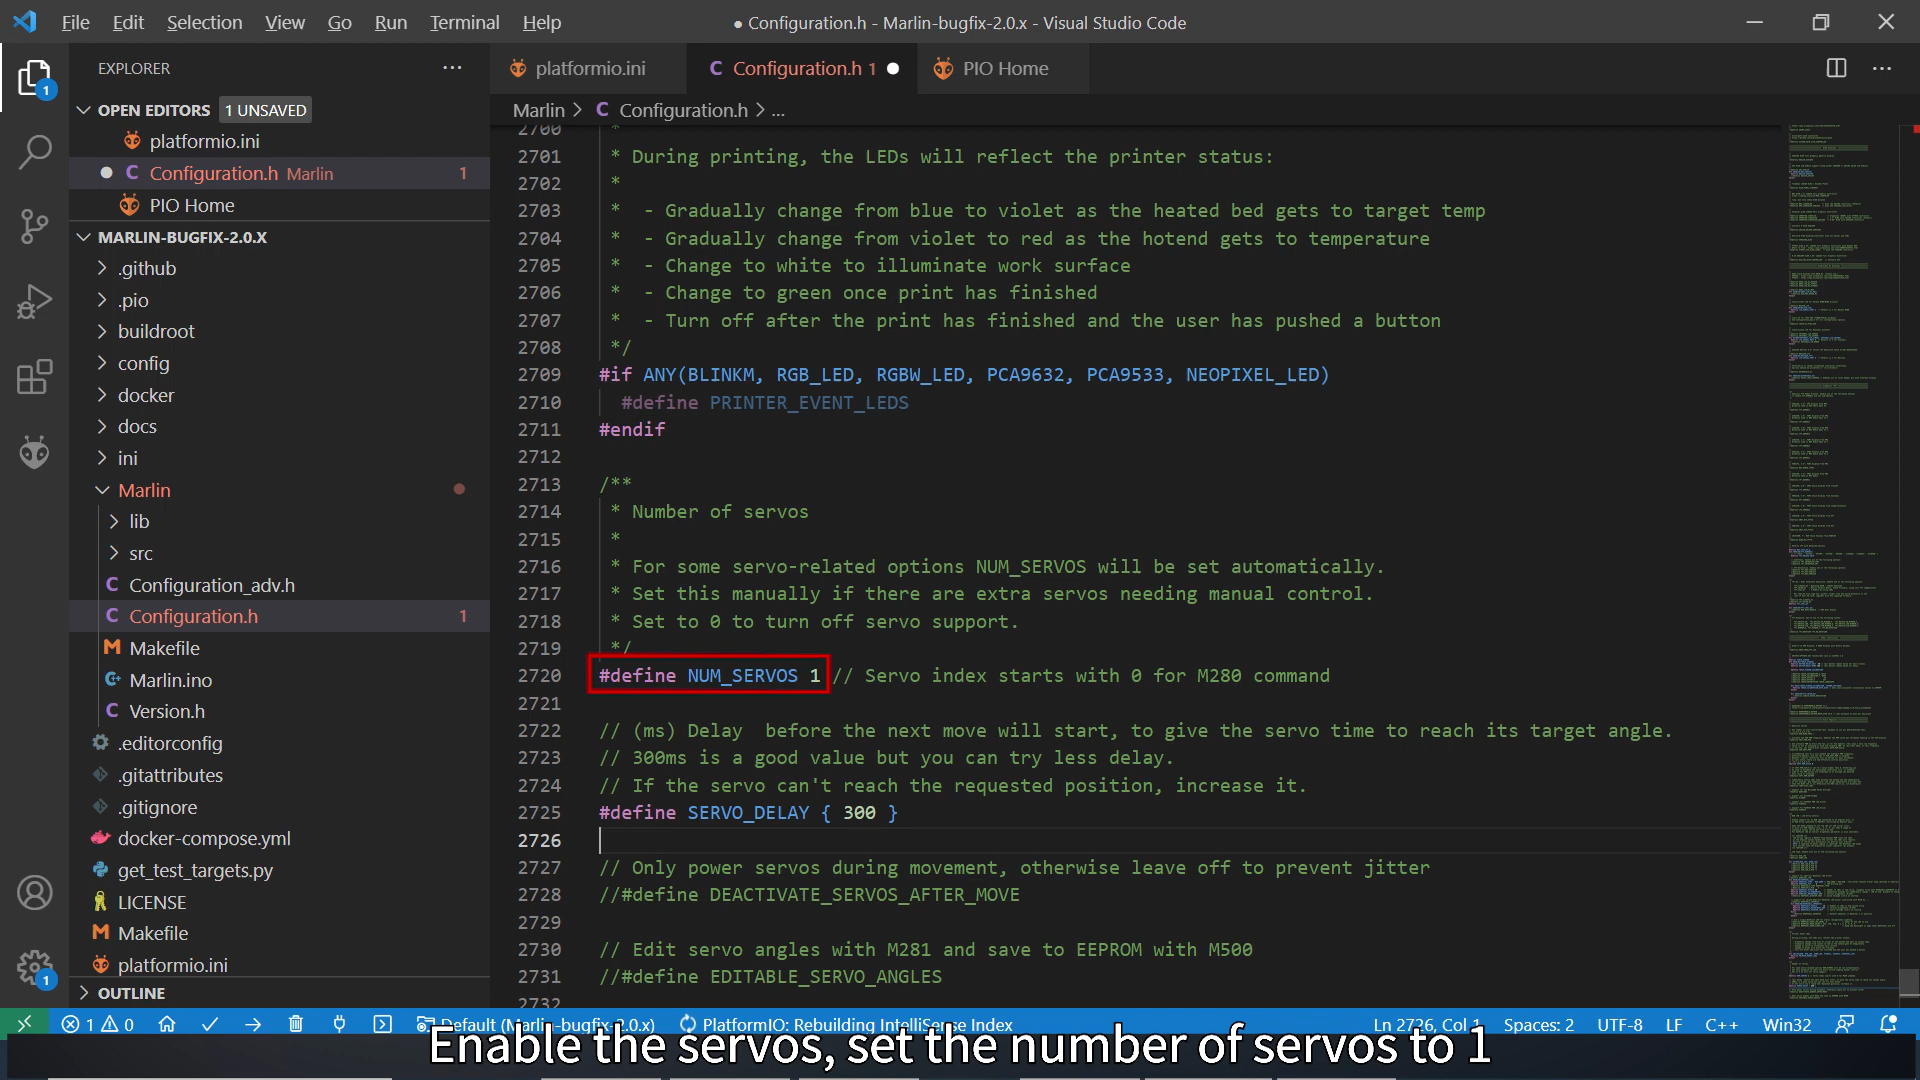 File Edit Selection View Go Run Terminal Help
● Configuration.h - Marlin-bugfix-2.0.x - Visual Studio Code
EXPLORER
platformio.ini
Configuration.h 1
PIO Home
OPEN EDITORS 1 UNSAVED
platformio.ini
Configuration.h Marlin 1
PIO Home
MARLIN-BUGFIX-2.0.X
.github
.pio
buildroot
config
docker
docs
ini
Marlin
lib
src
Configuration_adv.h
Configuration.h 1
Makefile
Marlin.ino
Version.h
.editorconfig
.gitattributes
.gitignore
docker-compose.yml
get_test_targets.py
LICENSE
Makefile
platformio.ini
OUTLINE
1
1
Marlin > Configuration.h > ...
2700 *
2701 * During printing, the LEDs will reflect the printer status:
2702 *
2703 * - Gradually change from blue to violet as the heated bed gets to target temp
2704 * - Gradually change from violet to red as the hotend gets to temperature
2705 * - Change to white to illuminate work surface
2706 * - Change to green once print has finished
2707 * - Turn off after the print has finished and the user has pushed a button
2708 */
2709 #if ANY(BLINKM, RGB_LED, RGBW_LED, PCA9632, PCA9533, NEOPIXEL_LED)
2710 #define PRINTER_EVENT_LEDS
2711 #endif
2712
2713 /**
2714 * Number of servos
2715 *
2716 * For some servo-related options NUM_SERVOS will be set automatically.
2717 * Set this manually if there are extra servos needing manual control.
2718 * Set to 0 to turn off servo support.
2719 */
2720 #define NUM_SERVOS 1 // Servo index starts with 0 for M280 command
2721
2722 // (ms) Delay  before the next move will start, to give the servo time to reach its target angle.
2723 // 300ms is a good value but you can try less delay.
2724 // If the servo can't reach the requested position, increase it.
2725 #define SERVO_DELAY { 300 }
2726
2727 // Only power servos during movement, otherwise leave off to prevent jitter
2728 //#define DEACTIVATE_SERVOS_AFTER_MOVE
2729
2730 // Edit servo angles with M281 and save to EEPROM with M500
2731 //#define EDITABLE_SERVO_ANGLES
2732
1 0 Default (Marlin-bugfix-2.0.x) PlatformIO: Rebuilding IntelliSense Index Ln 2726, Col 1 Spaces: 2 UTF-8 LF C++ Win32
Enable the servos, set the number of servos to 1